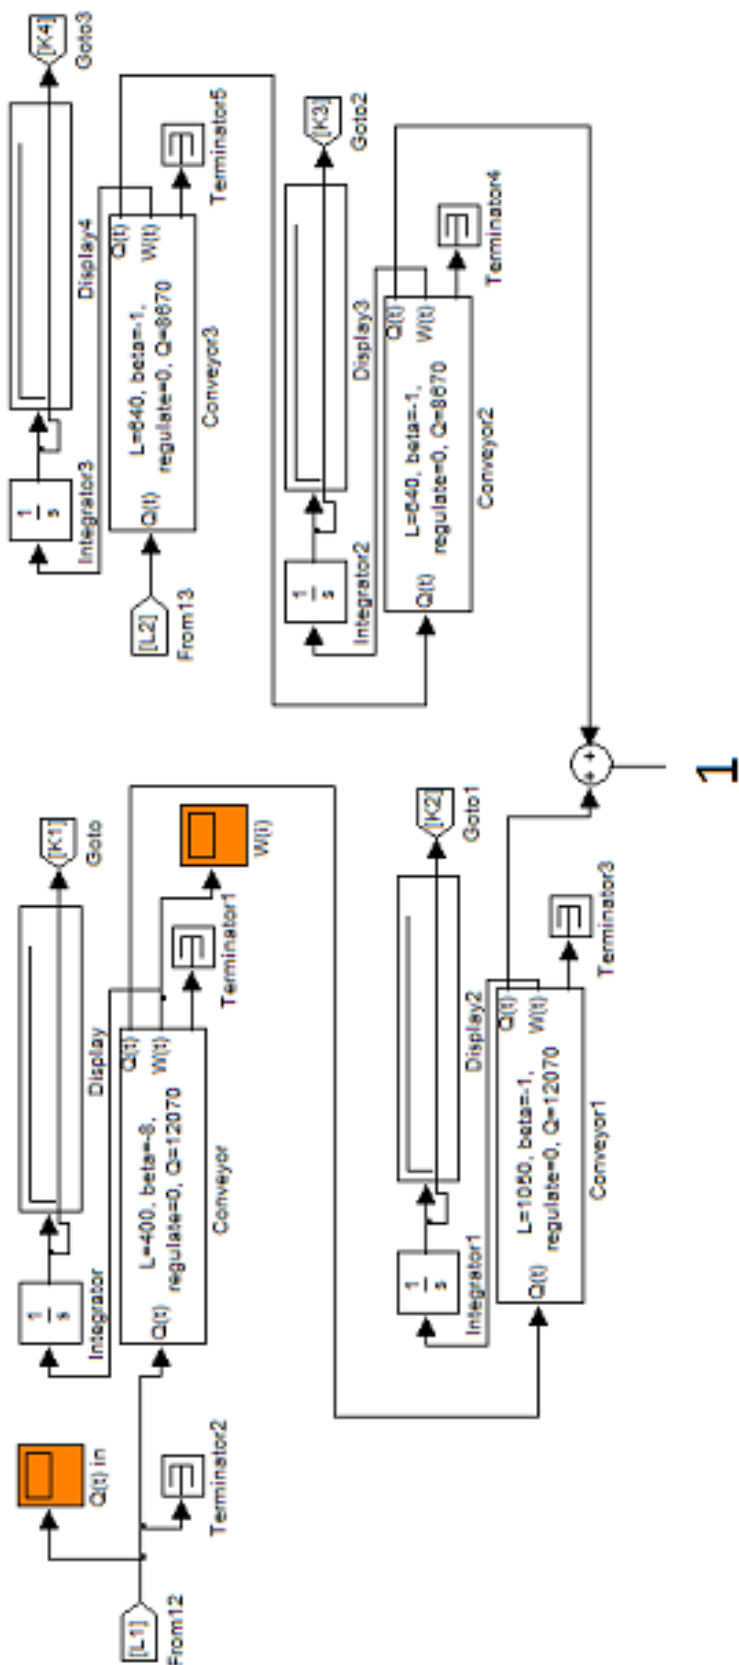 [K1]
Goto
Display
1
s
Integrator
Q(t) in
[L1]
From12
Terminator2
Q(t)
L=400, beta=-8,
regulate=0, Q=12070
Q(t)
W(t)
Conveyor
Terminator1
W(i)
[K2]
Goto1
Display2
1
s
Integrator1
Q(t)
L=1050, beta=-1,
regulate=0, Q=12070
Q(t)
W(t)
Conveyor1
Terminator3
[K4]
Goto3
Display4
1
s
Integrator3
[L2]
From13
Q(t)
L=640, beta=-1,
regulate=0, Q=8670
Q(t)
W(t)
Conveyor3
Terminator5
[K3]
Goto2
Display3
1
s
Integrator2
Q(t)
L=640, beta=-1,
regulate=0, Q=8670
Q(t)
W(t)
Conveyor2
Terminator4
+ +
1